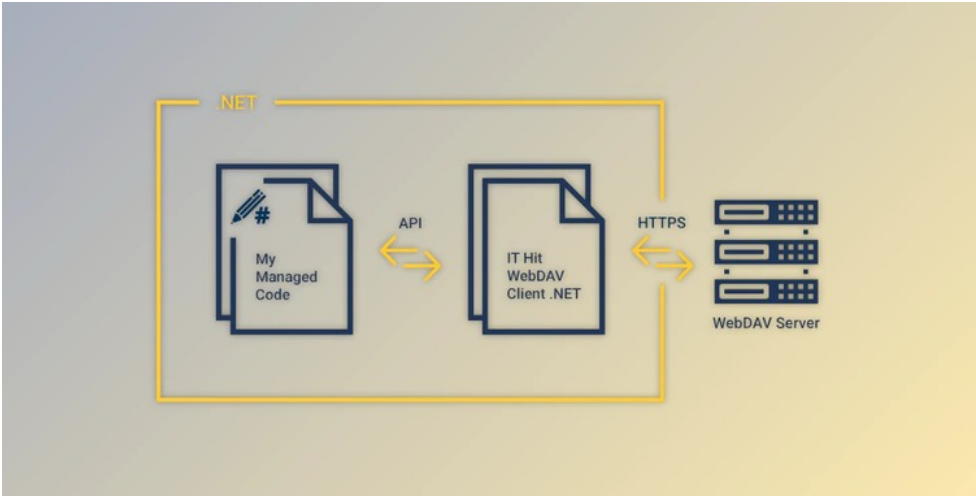 .NET
API
HTTPS
My
Managed
Code
IT Hit
WebDAV
Client .NET
WebDAV Server
#